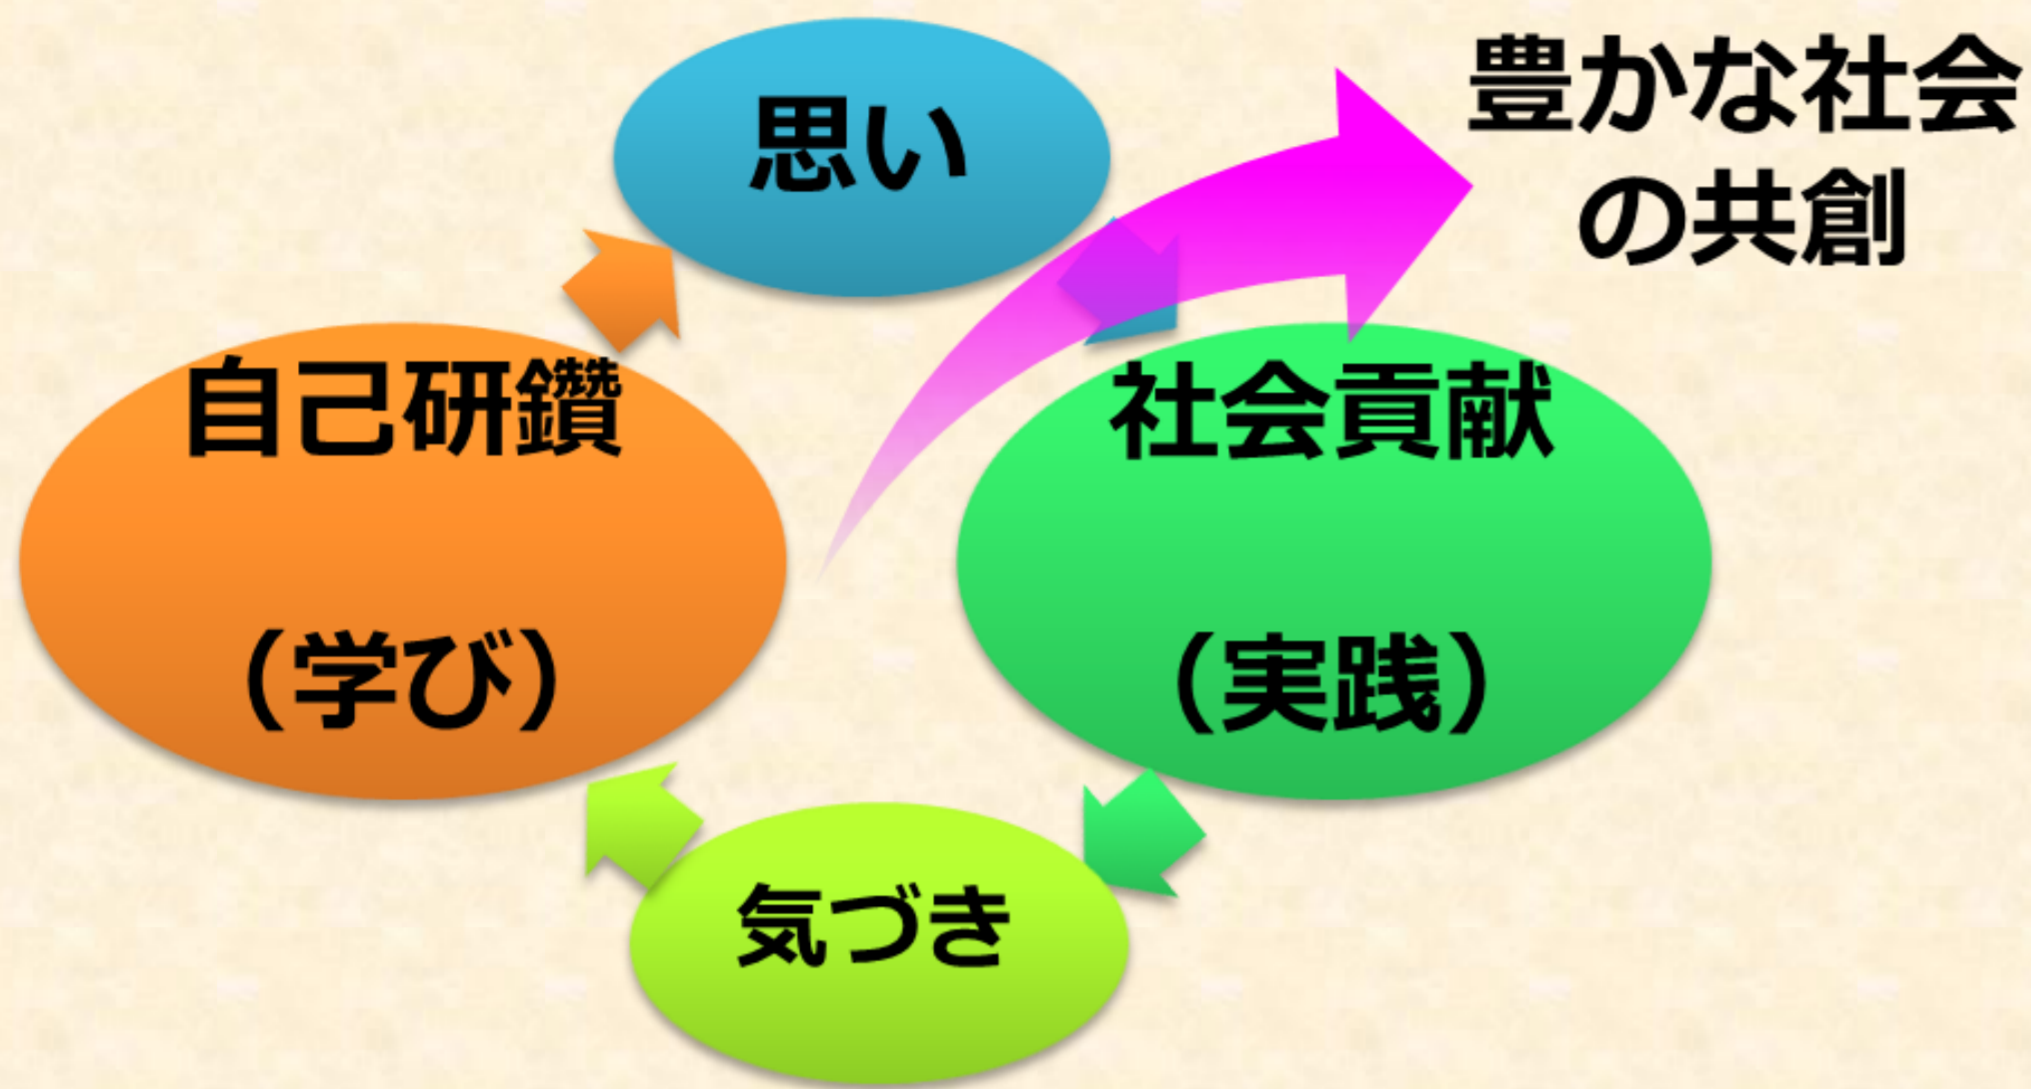 思い
豊かな社会
の共創
自己研鑽
（学び）
社会貢献
（実践）
気づき